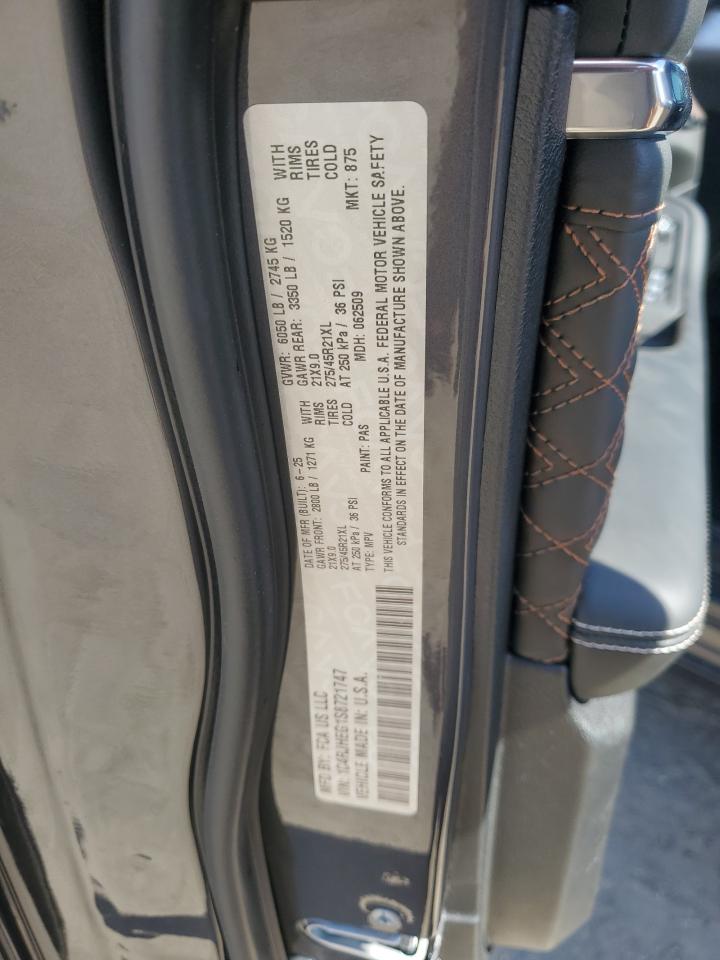 MFD BY: FCA US LLC
DATE OF MFR (BUILT): 6-25
GVWR: 6050 LB / 2745 KG
GAWR FRONT: 2800 LB / 1271 KG WITH
GAWR REAR: 3350 LB / 1520 KG WITH
21X9.0 RIMS 21X9.0 RIMS
275/45R21XL TIRES 275/45R21XL TIRES
AT 250 kPa / 36 PSI COLD AT 250 kPa / 36 PSI COLD
VIN: 1C4RJHEG1S8721747
TYPE: MPV PAINT: PAS MDH: 062509 MKT: 875
VEHICLE MADE IN: U.S.A.
THIS VEHICLE CONFORMS TO ALL APPLICABLE U.S.A. FEDERAL MOTOR VEHICLE SAFETY
STANDARDS IN EFFECT ON THE DATE OF MANUFACTURE SHOWN ABOVE.